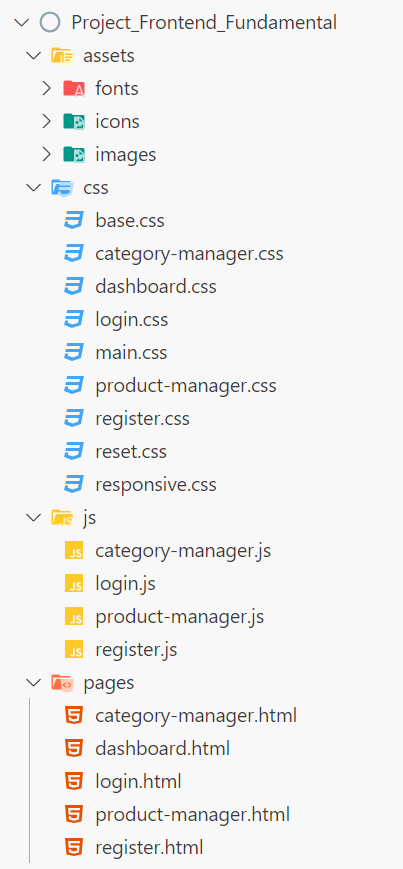 Project_Frontend_Fundamental
assets
fonts
icons
images
css
base.css
category-manager.css
dashboard.css
login.css
main.css
product-manager.css
register.css
reset.css
responsive.css
js
category-manager.js
login.js
product-manager.js
register.js
pages
category-manager.html
dashboard.html
login.html
product-manager.html
register.html